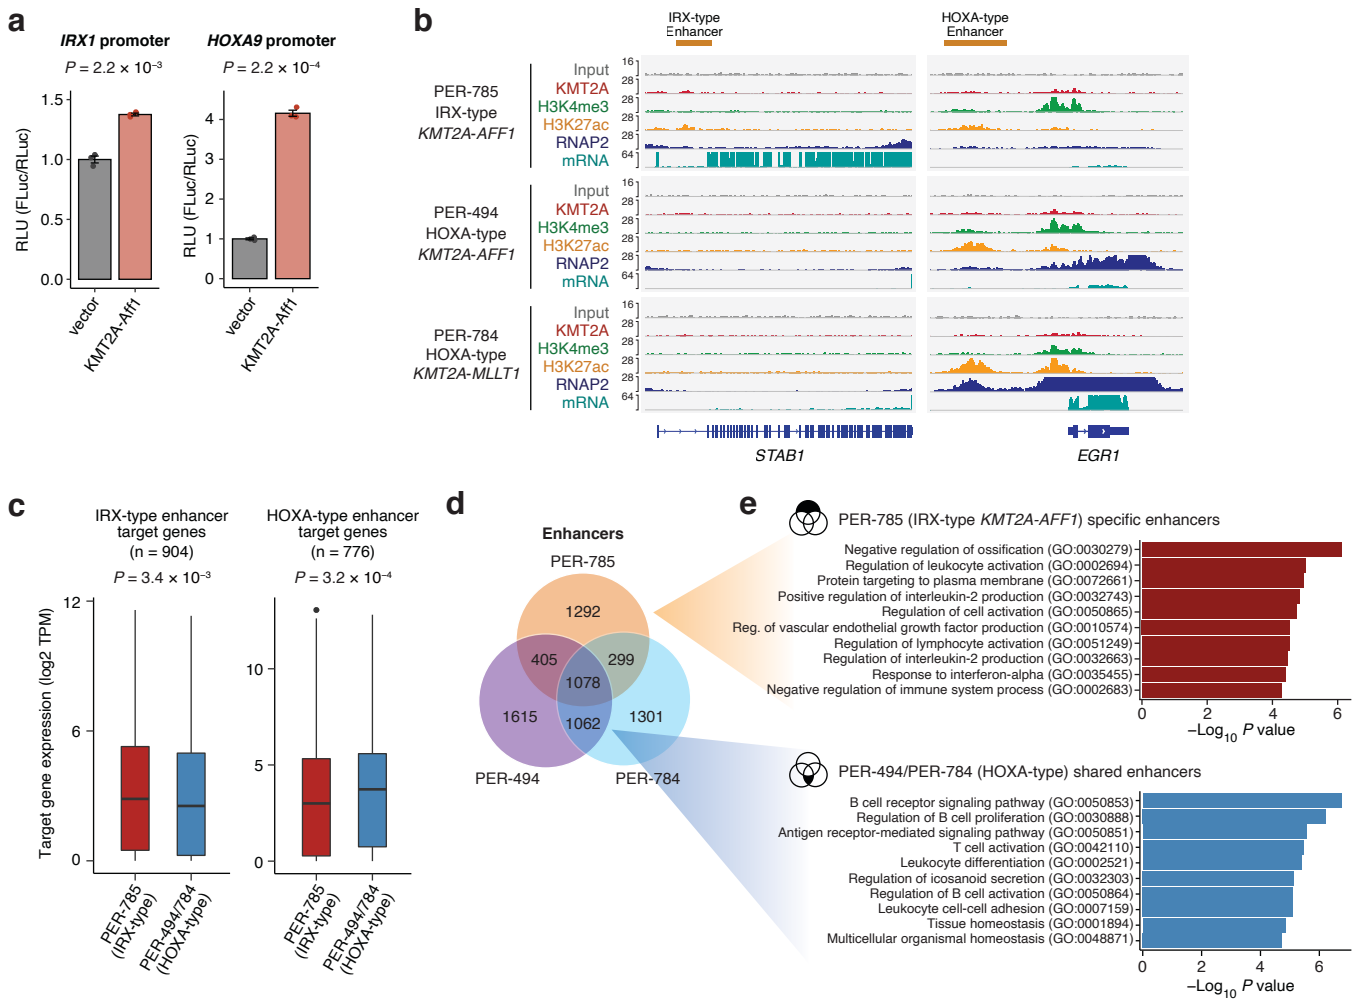 a
IRX1 promoter
P = 2.2 × 10⁻³
RLU (FLuc/RLuc)
1.5
1.0
0.5
0.0
vector
KMT2A-Aff1
HOXA9 promoter
P = 2.2 × 10⁻⁴
RLU (FLuc/RLuc)
4
3
2
1
0
vector
KMT2A-Aff1
b
IRX-type
Enhancer
HOXA-type
Enhancer
PER-785
IRX-type
KMT2A-AFF1
Input
KMT2A
H3K4me3
H3K27ac
RNAP2
mRNA
16
28
28
28
28
64
PER-494
HOXA-type
KMT2A-AFF1
Input
KMT2A
H3K4me3
H3K27ac
RNAP2
mRNA
16
28
28
28
28
64
PER-784
HOXA-type
KMT2A-MLLT1
Input
KMT2A
H3K4me3
H3K27ac
RNAP2
mRNA
16
28
28
28
28
64
STAB1
EGR1
c
IRX-type enhancer
target genes
(n = 904)
P = 3.4 × 10⁻³
Target gene expression (log2 TPM)
12
6
0
PER-785
(IRX-type)
PER-494/784
(HOXA-type)
HOXA-type enhancer
target genes
(n = 776)
P = 3.2 × 10⁻⁴
10
5
0
PER-785
(IRX-type)
PER-494/784
(HOXA-type)
d
Enhancers
PER-785
1292
405
299
1078
1615
1062
1301
PER-494
PER-784
e
PER-785 (IRX-type KMT2A-AFF1) specific enhancers
Negative regulation of ossification (GO:0030279)
Regulation of leukocyte activation (GO:0002694)
Protein targeting to plasma membrane (GO:0072661)
Positive regulation of interleukin-2 production (GO:0032743)
Regulation of cell activation (GO:0050865)
Reg. of vascular endothelial growth factor production (GO:0010574)
Regulation of lymphocyte activation (GO:0051249)
Regulation of interleukin-2 production (GO:0032663)
Response to interferon-alpha (GO:0035455)
Negative regulation of immune system process (GO:0002683)
0 2 4 6
−Log₁₀ P value
PER-494/PER-784 (HOXA-type) shared enhancers
B cell receptor signaling pathway (GO:0050853)
Regulation of B cell proliferation (GO:0030888)
Antigen receptor-mediated signaling pathway (GO:0050851)
T cell activation (GO:0042110)
Leukocyte differentiation (GO:0002521)
Regulation of icosanoid secretion (GO:0032303)
Regulation of B cell activation (GO:0050864)
Leukocyte cell-cell adhesion (GO:0007159)
Tissue homeostasis (GO:0001894)
Multicellular organismal homeostasis (GO:0048871)
0 2 4 6
−Log₁₀ P value